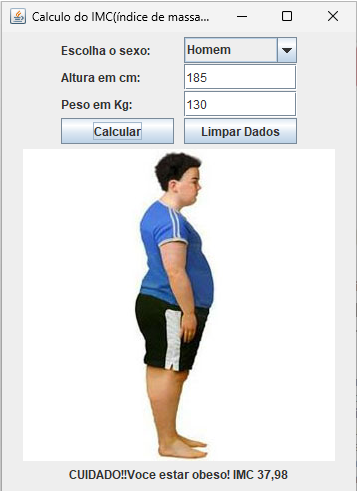 Calculo do IMC(índice de massa...
Escolha o sexo: Homem
Altura em cm: 185
Peso em Kg: 130
Calcular Limpar Dados
CUIDADO!!Voce estar obeso! IMC 37,98